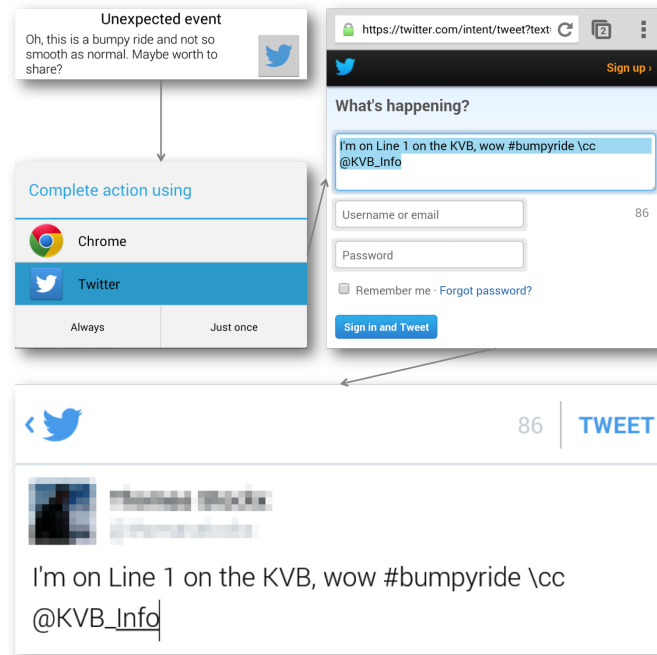 Unexpected event
Oh, this is a bumpy ride and not so
smooth as normal. Maybe worth to
share?
Complete action using
Chrome
Twitter
Always
Just once
https://twitter.com/intent/tweet?text
2
Sign up ›
What's happening?
I'm on Line 1 on the KVB, wow #bumpyride \cc
@KVB_Info
Username or email
86
Password
Remember me · Forgot password?
Sign in and Tweet
86
TWEET
I'm on Line 1 on the KVB, wow #bumpyride \cc
@KVB_Info